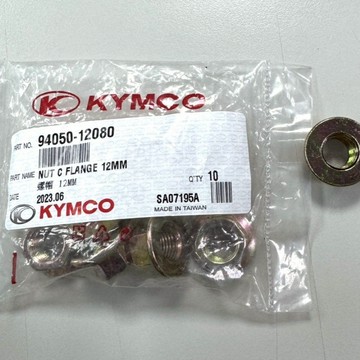 KYMCO
PART NO. 94050-12080
PART NAME NUT C FLANGE 12MM
螺帽 12MM Q'TY 10
DATE 2023.06
KYMCO SA07195A
MADE IN TAIWAN